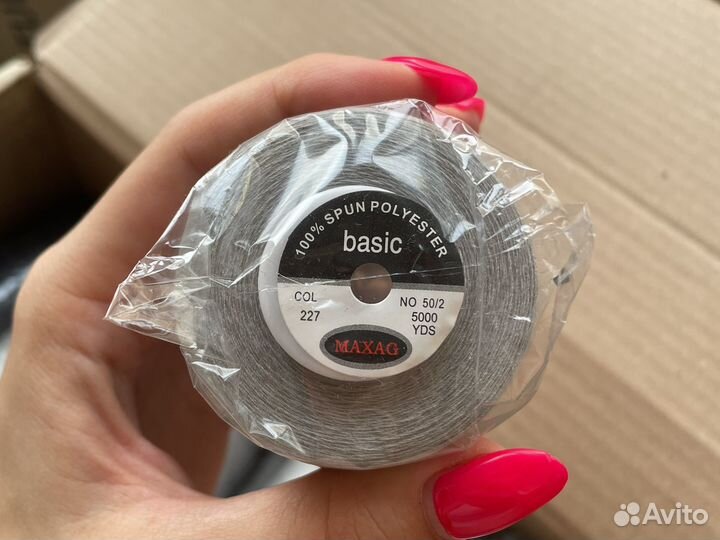 100% SPUN POLYESTER
basic
COL NO 50/2
227 5000
YDS
MAXAG
Avito